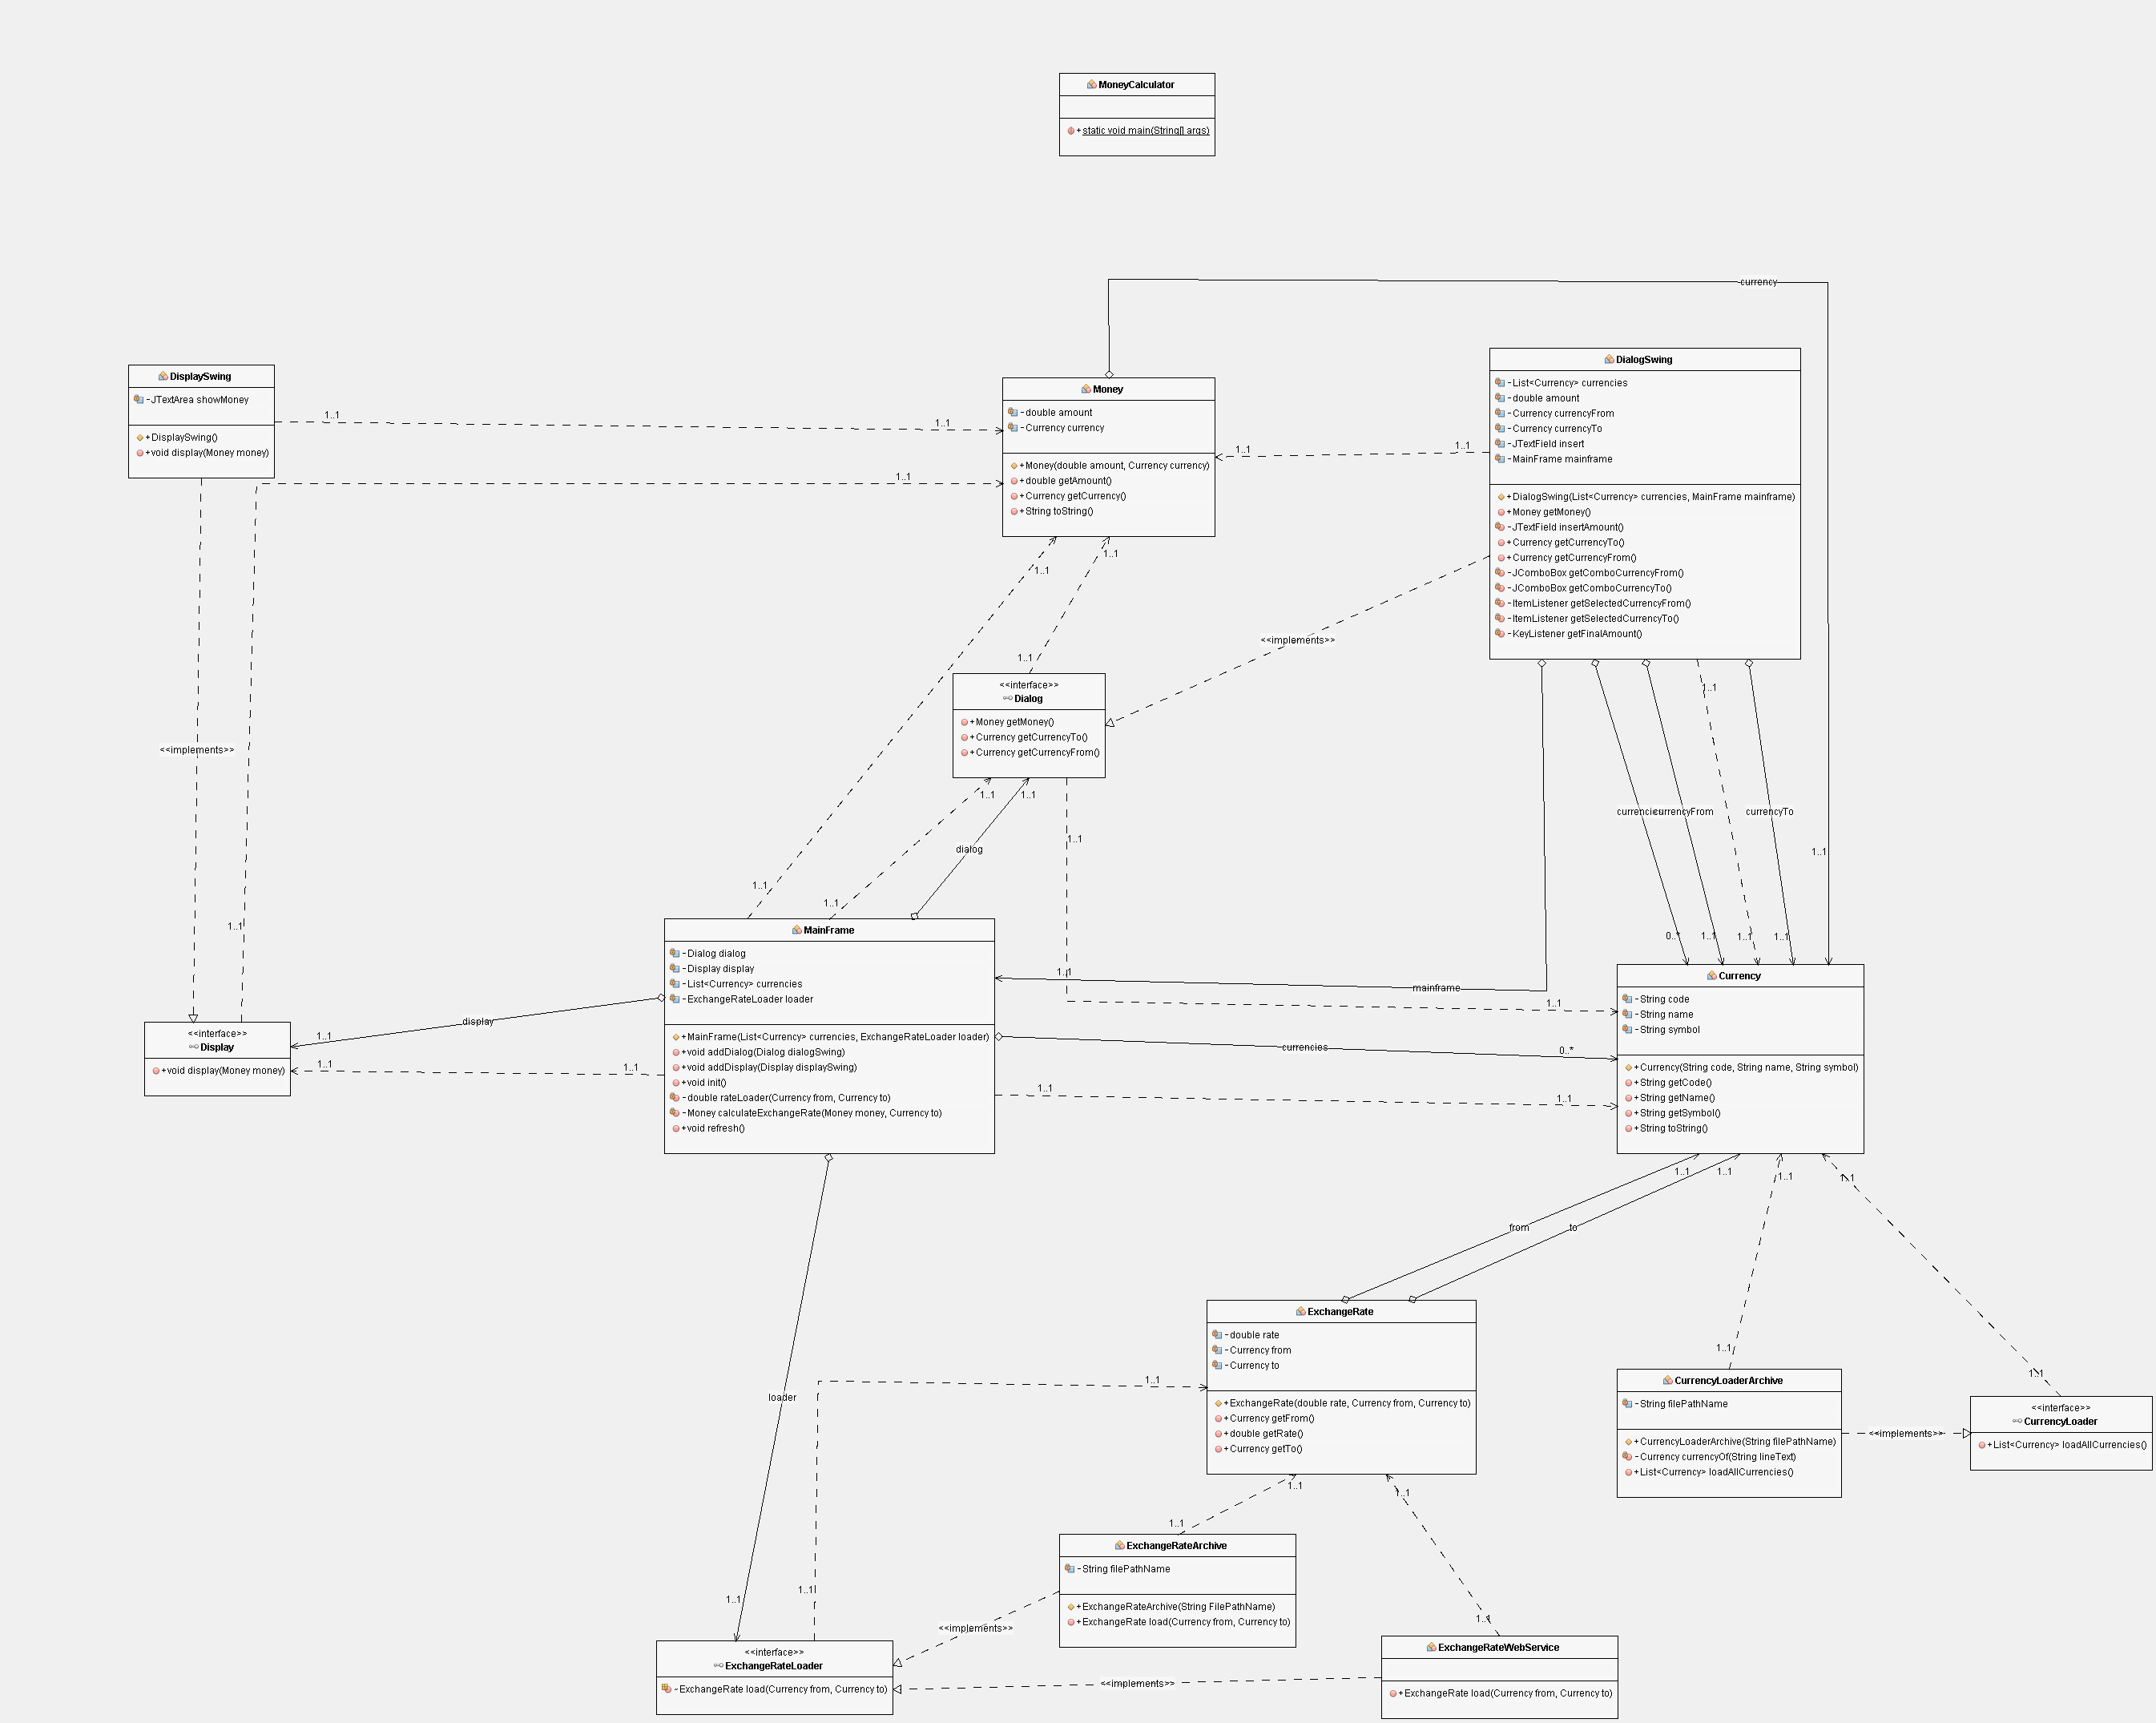 MoneyCalculator
+static void main(String[] args)
currency
DisplaySwing
-JTextArea showMoney
+DisplaySwing()
+void display(Money money)
1..1
1..1
1..1
Money
-double amount
-Currency currency
+Money(double amount, Currency currency)
+double getAmount()
+Currency getCurrency()
+String toString()
1..1
1..1
DialogSwing
-List<Currency> currencies
-double amount
-Currency currencyFrom
-Currency currencyTo
-JTextField insert
-MainFrame mainframe
+DialogSwing(List<Currency> currencies, MainFrame mainframe)
+Money getMoney()
-JTextField insertAmount()
+Currency getCurrencyTo()
+Currency getCurrencyFrom()
-JComboBox getComboCurrencyFrom()
-JComboBox getComboCurrencyTo()
-ItemListener getSelectedCurrencyFrom()
-ItemListener getSelectedCurrencyTo()
-KeyListener getFinalAmount()
1..1
1..1
1..1
<<implements>>
1..1
<<interface>>
Dialog
+Money getMoney()
+Currency getCurrencyTo()
+Currency getCurrencyFrom()
<<implements>>
1..1
1..1
1..1
dialog
currencies
currencyFrom
currencyTo
1..1
1..1
1..1
1..1
0..*
1..1
1..1
1..1
MainFrame
-Dialog dialog
-Display display
-List<Currency> currencies
-ExchangeRateLoader loader
+MainFrame(List<Currency> currencies, ExchangeRateLoader loader)
+void addDialog(Dialog dialogSwing)
+void addDisplay(Display displaySwing)
+void init()
-double rateLoader(Currency from, Currency to)
-Money calculateExchangeRate(Money money, Currency to)
+void refresh()
1..1
mainframe
1..1
display
1..1
1..1
1..1
<<interface>>
Display
+void display(Money money)
currencies
0..*
1..1
1..1
Currency
-String code
-String name
-String symbol
+Currency(String code, String name, String symbol)
+String getCode()
+String getName()
+String getSymbol()
+String toString()
1..1
1..1
1..1
1..1
from
to
ExchangeRate
-double rate
-Currency from
-Currency to
+ExchangeRate(double rate, Currency from, Currency to)
+Currency getFrom()
+double getRate()
+Currency getTo()
1..1
1..1
1..1
loader
CurrencyLoaderArchive
-String filePathName
+CurrencyLoaderArchive(String filePathName)
-Currency currencyOf(String lineText)
+List<Currency> loadAllCurrencies()
<<implements>>
<<interface>>
CurrencyLoader
+List<Currency> loadAllCurrencies()
1..1
1..1
1..1
ExchangeRateArchive
-String filePathName
+ExchangeRateArchive(String FilePathName)
+ExchangeRate load(Currency from, Currency to)
1..1
1..1
1..1
<<implements>>
<<interface>>
ExchangeRateLoader
-ExchangeRate load(Currency from, Currency to)
<<implements>>
ExchangeRateWebService
+ExchangeRate load(Currency from, Currency to)